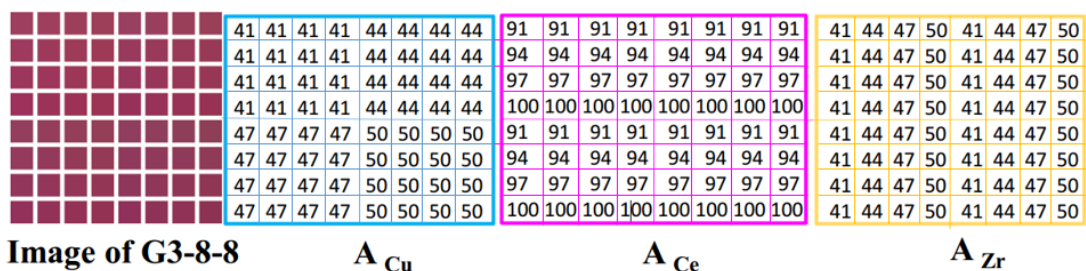 41 41 41 41 44 44 44 44 91 91 91 91 91 91 91 91 41 44 47 50 41 44 47 50
41 41 41 41 44 44 44 44 94 94 94 94 94 94 94 94 41 44 47 50 41 44 47 50
41 41 41 41 44 44 44 44 97 97 97 97 97 97 97 97 41 44 47 50 41 44 47 50
41 41 41 41 44 44 44 44 100 100 100 100 100 100 100 100 41 44 47 50 41 44 47 50
47 47 47 47 50 50 50 50 91 91 91 91 91 91 91 91 41 44 47 50 41 44 47 50
47 47 47 47 50 50 50 50 94 94 94 94 94 94 94 94 41 44 47 50 41 44 47 50
47 47 47 47 50 50 50 50 97 97 97 97 97 97 97 97 41 44 47 50 41 44 47 50
47 47 47 47 50 50 50 50 100 100 100 100 100 100 100 100 41 44 47 50 41 44 47 50
Image of G3-8-8 A Cu A Ce A Zr